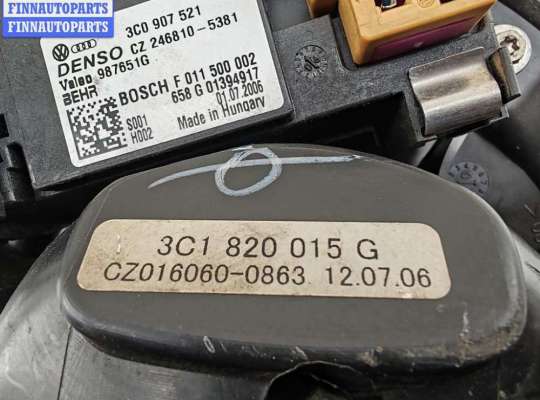 FINNAUTOPARTS
FINNAUTOPARTS
FINNAUTOPARTS
3C0 907 521
DENSO CZ 246810-5381
Valeo 987651G
BEHR
BOSCH F 011 500 002
658 G 01394917
01.07.2006
S001
H002
Made in Hungary
3C1 820 015 G
CZ016060-0863 12.07.06